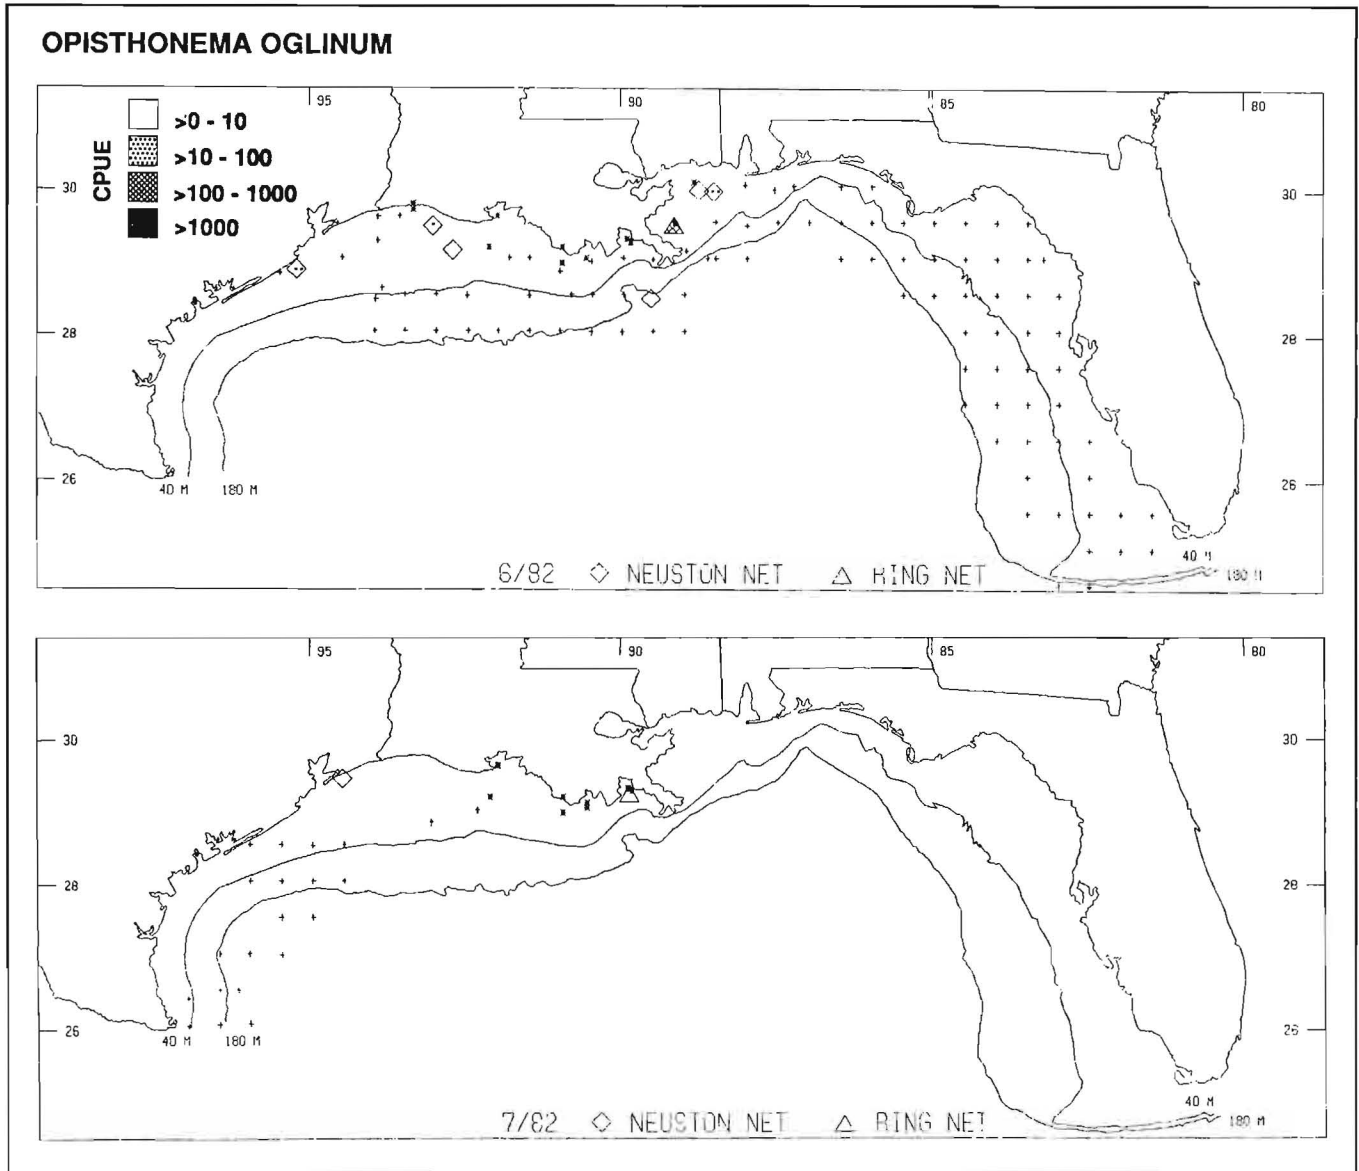 OPISTHONEMA OGLINUM
95 90 85 80
CPUE
>0 - 10
>10 - 100
>100 - 1000
>1000
30 30
28 28
26 26
40 M 180 M
40 M
180 M
6/82 NEUSTON NET RING NET
95 90 85 80
30 30
28 28
26 26
40 M 180 M
40 M
180 M
7/82 NEUSTON NET RING NET